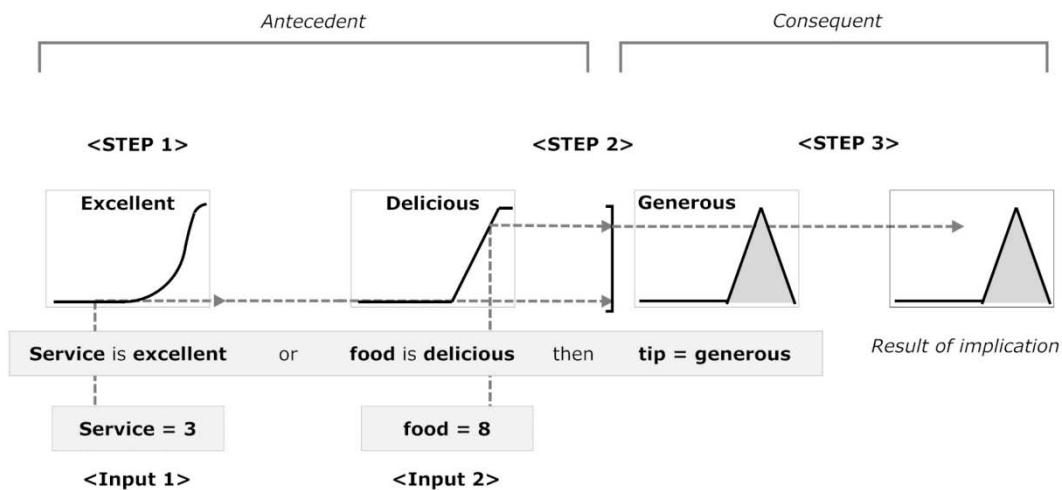 Antecedent
Consequent
<STEP 1>
<STEP 2>
<STEP 3>
Excellent
Delicious
Generous
Service is excellent or food is delicious then tip = generous
Result of implication
Service = 3
food = 8
<Input 1>
<Input 2>